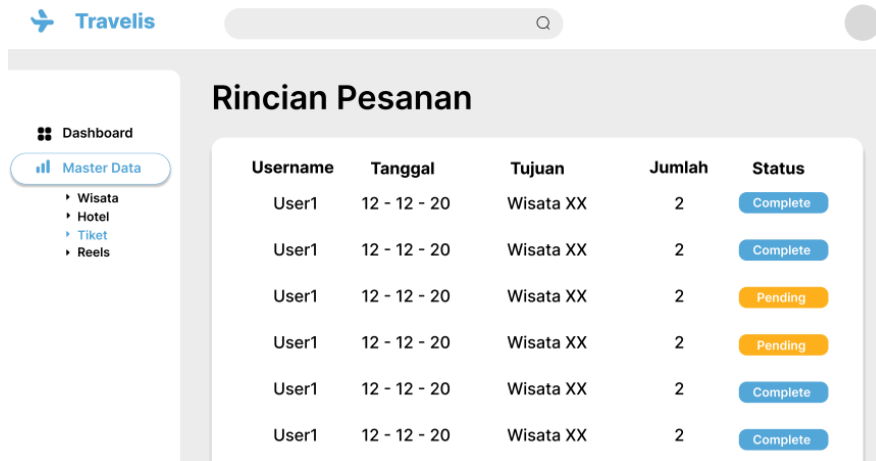 Travelis
Rincian Pesanan
Dashboard
Master Data
Wisata
Hotel
Tiket
Reels
Username Tanggal Tujuan Jumlah Status
User1 12 - 12 - 20 Wisata XX 2 Complete
User1 12 - 12 - 20 Wisata XX 2 Complete
User1 12 - 12 - 20 Wisata XX 2 Pending
User1 12 - 12 - 20 Wisata XX 2 Pending
User1 12 - 12 - 20 Wisata XX 2 Complete
User1 12 - 12 - 20 Wisata XX 2 Complete